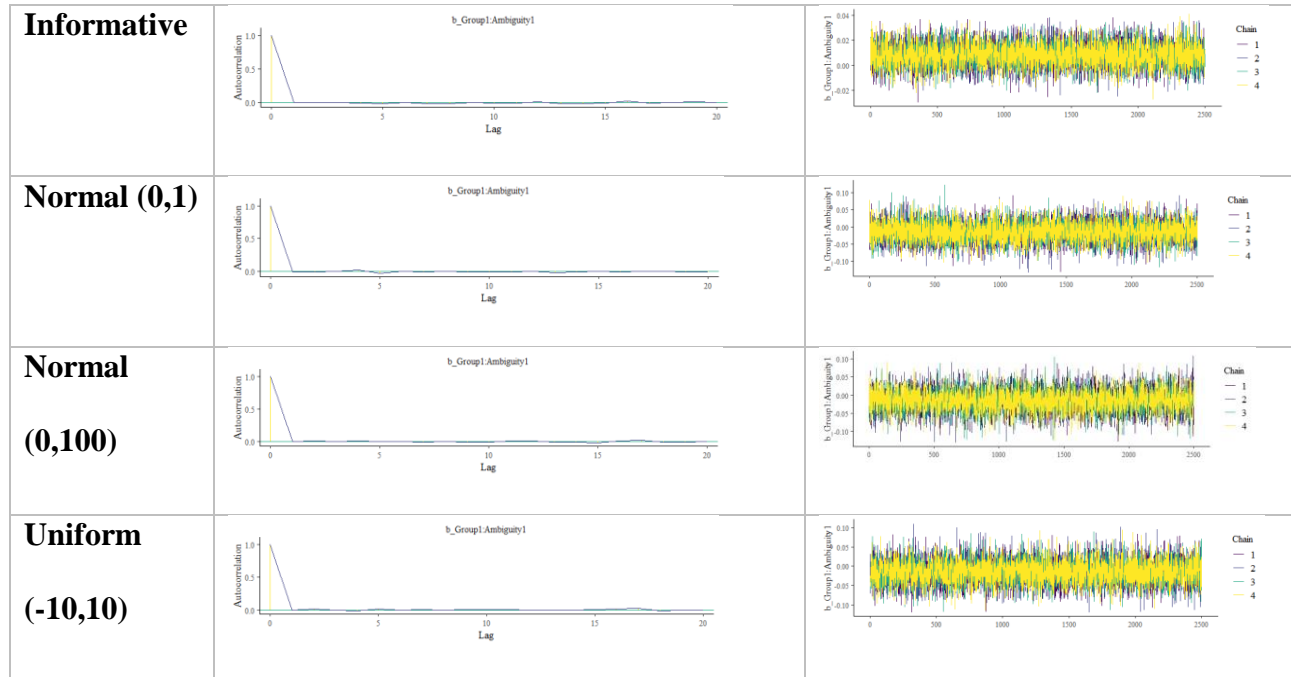 Informative
b_Group1:Ambiguity1
Autocorrelation
1.0
0.5
0.0
0 5 10 15 20
Lag
b_Group1:Ambiguity1
0.04
0.02
0.00
-0.02
0 500 1000 1500 2000 2500
Chain
1
2
3
4
Normal (0,1)
b_Group1:Ambiguity1
Autocorrelation
1.0
0.5
0.0
0 5 10 15 20
Lag
b_Group1:Ambiguity1
0.10
0.05
0.00
-0.05
-0.10
0 500 1000 1500 2000 2500
Chain
1
2
3
4
Normal
(0,100)
b_Group1:Ambiguity1
Autocorrelation
1.0
0.5
0.0
0 5 10 15 20
Lag
b_Group1:Ambiguity1
0.10
0.05
0.00
-0.05
-0.10
0 500 1000 1500 2000 2500
Chain
1
2
3
4
Uniform
(-10,10)
b_Group1:Ambiguity1
Autocorrelation
1.0
0.5
0.0
0 5 10 15 20
Lag
b_Group1:Ambiguity1
0.10
0.05
0.00
-0.05
-0.10
0 500 1000 1500 2000 2500
Chain
1
2
3
4